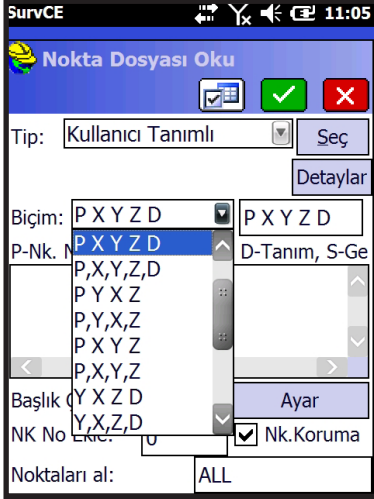 SurvCE 11:05
Nokta Dosyası Oku
Tip: Kullanıcı Tanımlı Seç
Detaylar
Biçim: P X Y Z D P X Y Z D
P-Nk. D-Tanım, S-Ge
P X Y Z D
P,X,Y,Z,D
P Y X Z
P,Y,X,Z
P X Y Z
P,X,Y,Z
Y X Z D
Y,X,Z,D
Başlık Ayar
NK No Ekle: 0 Nk.Koruma
Noktaları al: ALL